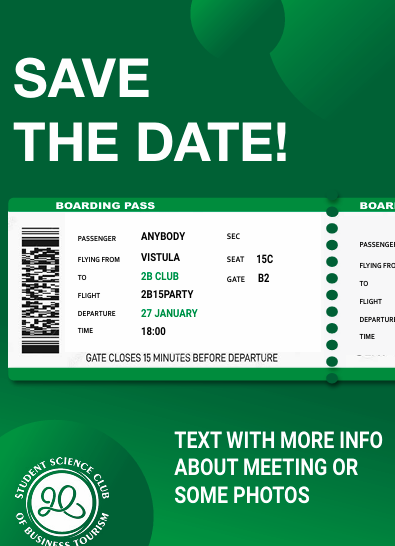 SAVE
THE DATE!
BOARDING PASS
PASSENGER ANYBODY SEC
FLYING FROM VISTULA SEAT 15C
TO 2B CLUB GATE B2
FLIGHT 2B15PARTY
DEPARTURE 27 JANUARY
TIME 18:00
GATE CLOSES 15 MINUTES BEFORE DEPARTURE
BOAR
PASSENGE
FLYING FRO
TO
FLIGHT
DEPARTURE
TIME
TEXT WITH MORE INFO
ABOUT MEETING OR
SOME PHOTOS
STUDENT SCIENCE CLUB
OF BUSINESS TOURISM